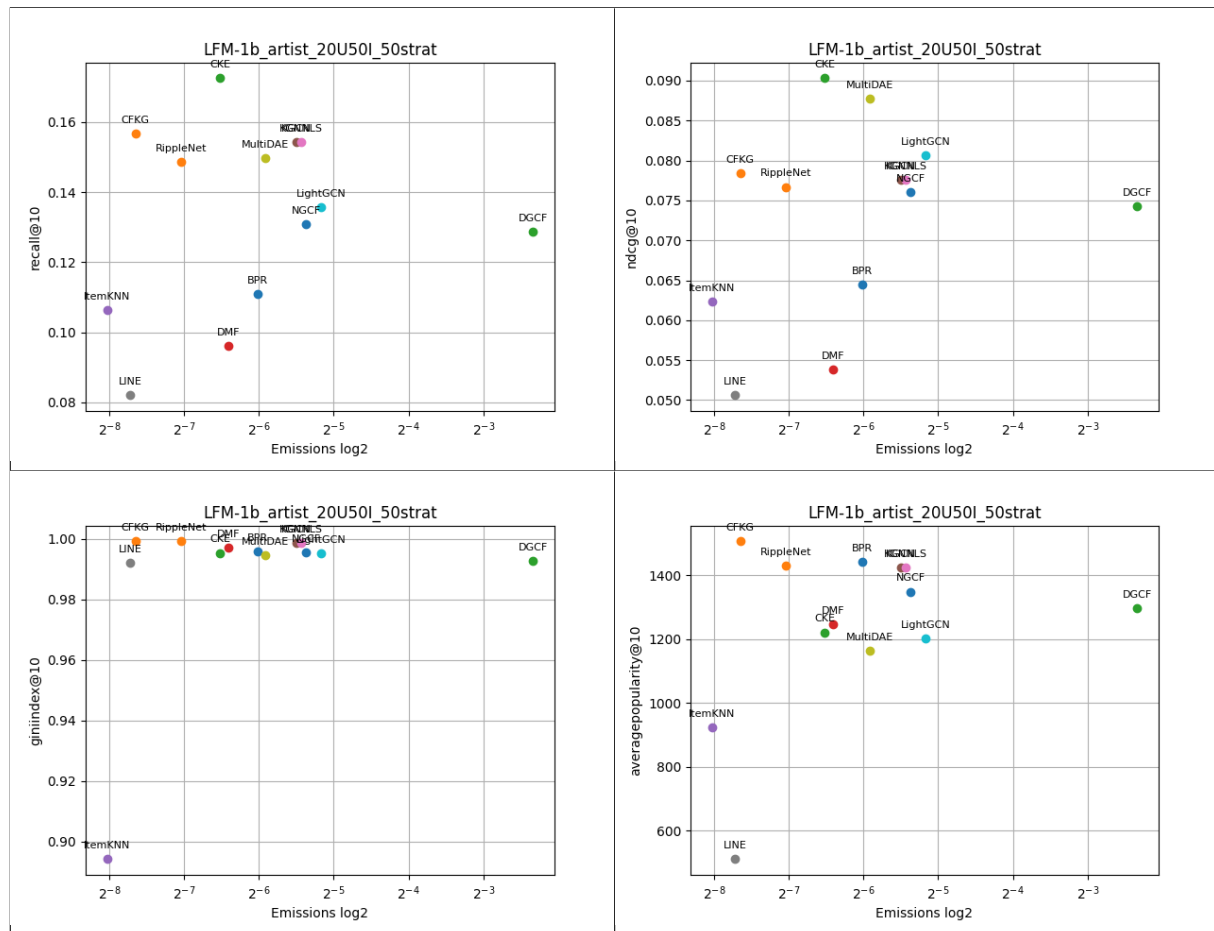 LFM-1b_artist_20U50I_50strat
CKE
0.16
CFKG
KGNNLS
RippleNet
MultiDAE
0.14
LightGCN
NGCF
DGCF
0.12
BPR
ItemKNN
0.10
DMF
LINE
0.08
recall@10
2⁻⁸ 2⁻⁷ 2⁻⁶ 2⁻⁵ 2⁻⁴ 2⁻³
Emissions log2
LFM-1b_artist_20U50I_50strat
CKE
0.090
MultiDAE
0.085
LightGCN
0.080
CFKG
RippleNet
NGCF
0.075
DGCF
0.070
BPR
0.065
ItemKNN
0.060
DMF
0.055
LINE
0.050
ndcg@10
2⁻⁸ 2⁻⁷ 2⁻⁶ 2⁻⁵ 2⁻⁴ 2⁻³
Emissions log2
LFM-1b_artist_20U50I_50strat
CFKG RippleNet
1.00
DMF
CKE BPR
MultiDAE
NGCF
LightGCN
LINE
DGCF
0.98
0.96
0.94
0.92
0.90
ItemKNN
giniindex@10
2⁻⁸ 2⁻⁷ 2⁻⁶ 2⁻⁵ 2⁻⁴ 2⁻³
Emissions log2
LFM-1b_artist_20U50I_50strat
CFKG
RippleNet
BPR
1400
NGCF
DGCF
DMF
CKE
LightGCN
1200
MultiDAE
1000
ItemKNN
800
600
LINE
averagepopularity@10
2⁻⁸ 2⁻⁷ 2⁻⁶ 2⁻⁵ 2⁻⁴ 2⁻³
Emissions log2